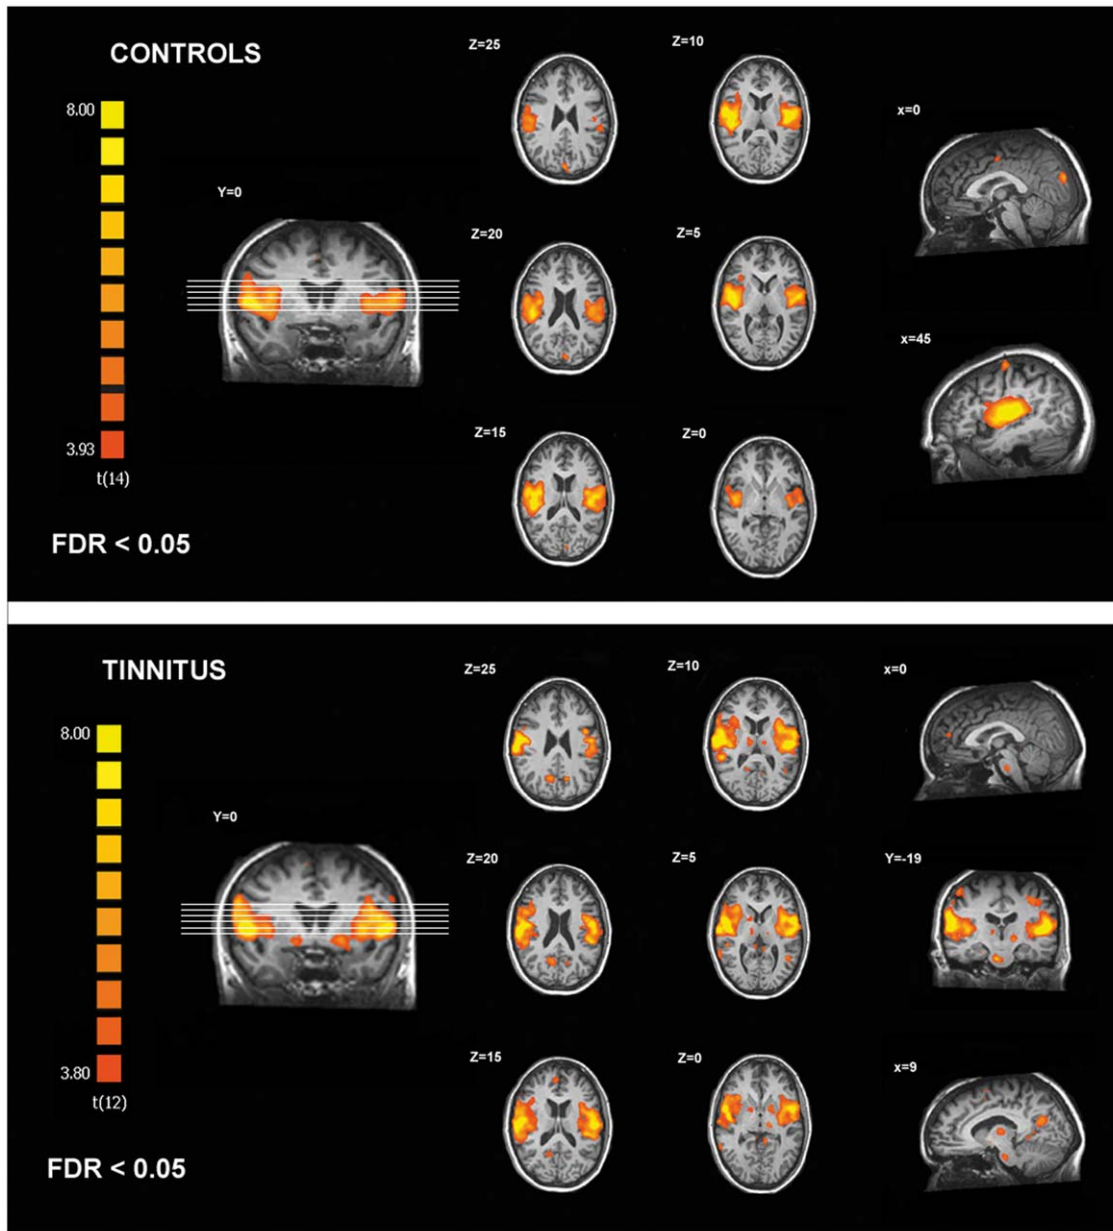 CONTROLS
8.00
3.93
t(14)
FDR < 0.05
Y=0
Z=25
Z=10
Z=20
Z=5
Z=15
Z=0
x=0
x=45
TINNITUS
8.00
3.80
t(12)
FDR < 0.05
Y=0
Z=25
Z=10
Z=20
Z=5
Z=15
Z=0
x=0
Y=-19
x=9